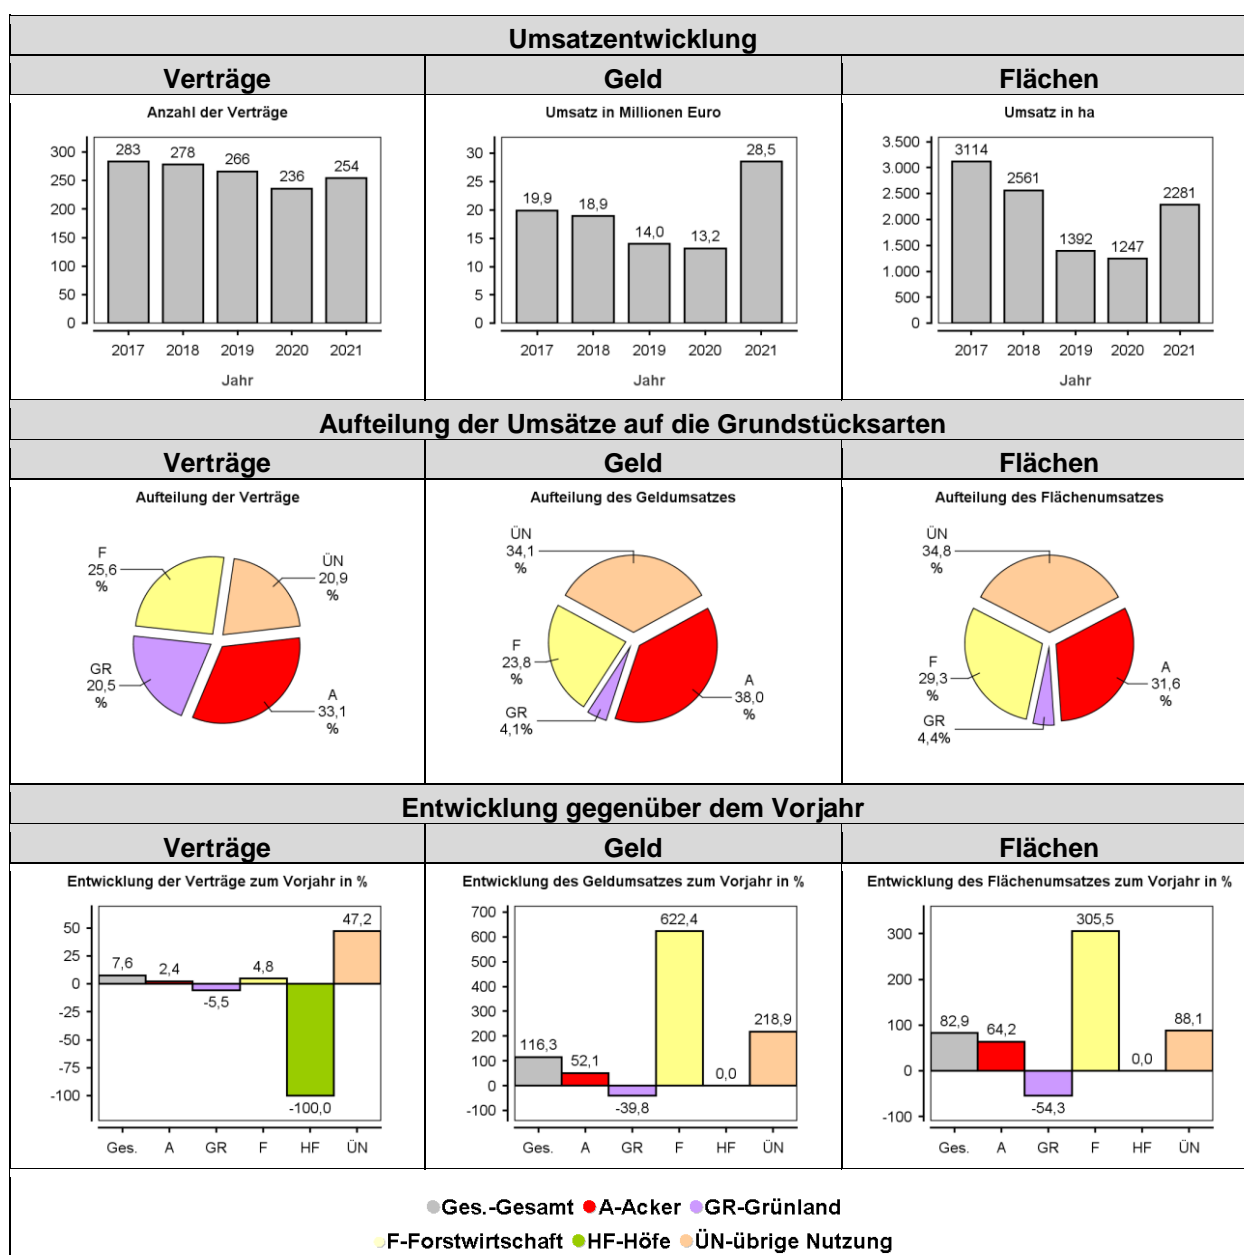 Umsatzentwicklung
Verträge
Geld
Flächen
Anzahl der Verträge
300
250
200
150
100
50
0
283
278
266
236
254
2017
2018
2019
2020
2021
Jahr
Umsatz in Millionen Euro
30
25
20
15
10
5
0
19,9
18,9
14,0
13,2
28,5
2017
2018
2019
2020
2021
Jahr
Umsatz in ha
3.500
3.000
2.500
2.000
1.500
1.000
500
0
3114
2561
1392
1247
2281
2017
2018
2019
2020
2021
Jahr
Aufteilung der Umsätze auf die Grundstücksarten
Verträge
Geld
Flächen
Aufteilung der Verträge
F
25,6
%
ÜN
20,9
%
GR
20,5
%
A
33,1
%
Aufteilung des Geldumsatzes
ÜN
34,1
%
F
23,8
%
A
38,0
%
GR
4,1%
Aufteilung des Flächenumsatzes
ÜN
34,8
%
F
29,3
%
A
31,6
%
GR
4,4%
Entwicklung gegenüber dem Vorjahr
Verträge
Geld
Flächen
Entwicklung der Verträge zum Vorjahr in %
50
25
0
-25
-50
-75
-100
7,6
2,4
-5,5
4,8
-100,0
47,2
Ges.
A
GR
F
HF
ÜN
Entwicklung des Geldumsatzes zum Vorjahr in %
700
600
500
400
300
200
100
0
-100
116,3
52,1
-39,8
622,4
0,0
218,9
Ges.
A
GR
F
HF
ÜN
Entwicklung des Flächenumsatzes zum Vorjahr in %
300
200
100
0
-100
82,9
64,2
-54,3
305,5
0,0
88,1
Ges.
A
GR
F
HF
ÜN
Ges.-Gesamt A-Acker GR-Grünland
F-Forstwirtschaft HF-Höfe ÜN-übrige Nutzung